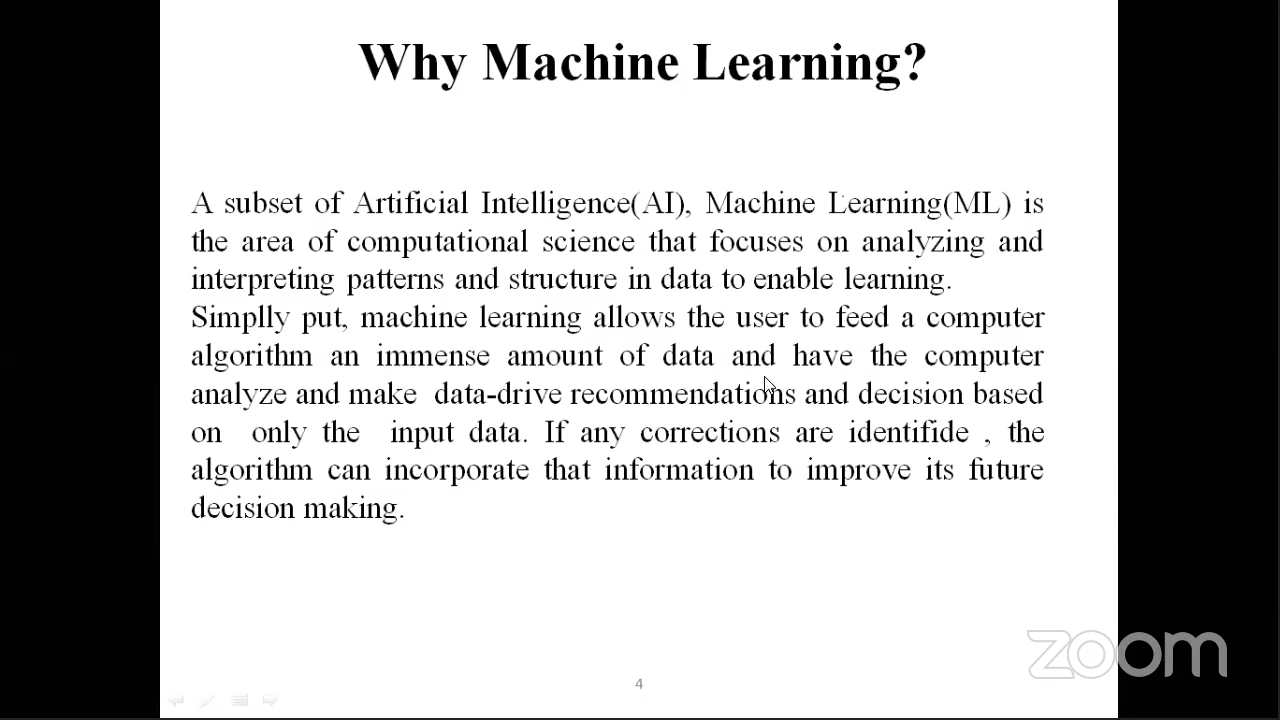 Why Machine Learning?
A subset of Artificial Intelligence(AI), Machine Learning(ML) is
the area of computational science that focuses on analyzing and
interpreting patterns and structure in data to enable learning.
Simplly put, machine learning allows the user to feed a computer
algorithm an immense amount of data and have the computer
analyze and make data-drive recommendations and decision based
on only the input data. If any corrections are identifide , the
algorithm can incorporate that information to improve its future
decision making.
zoom
4